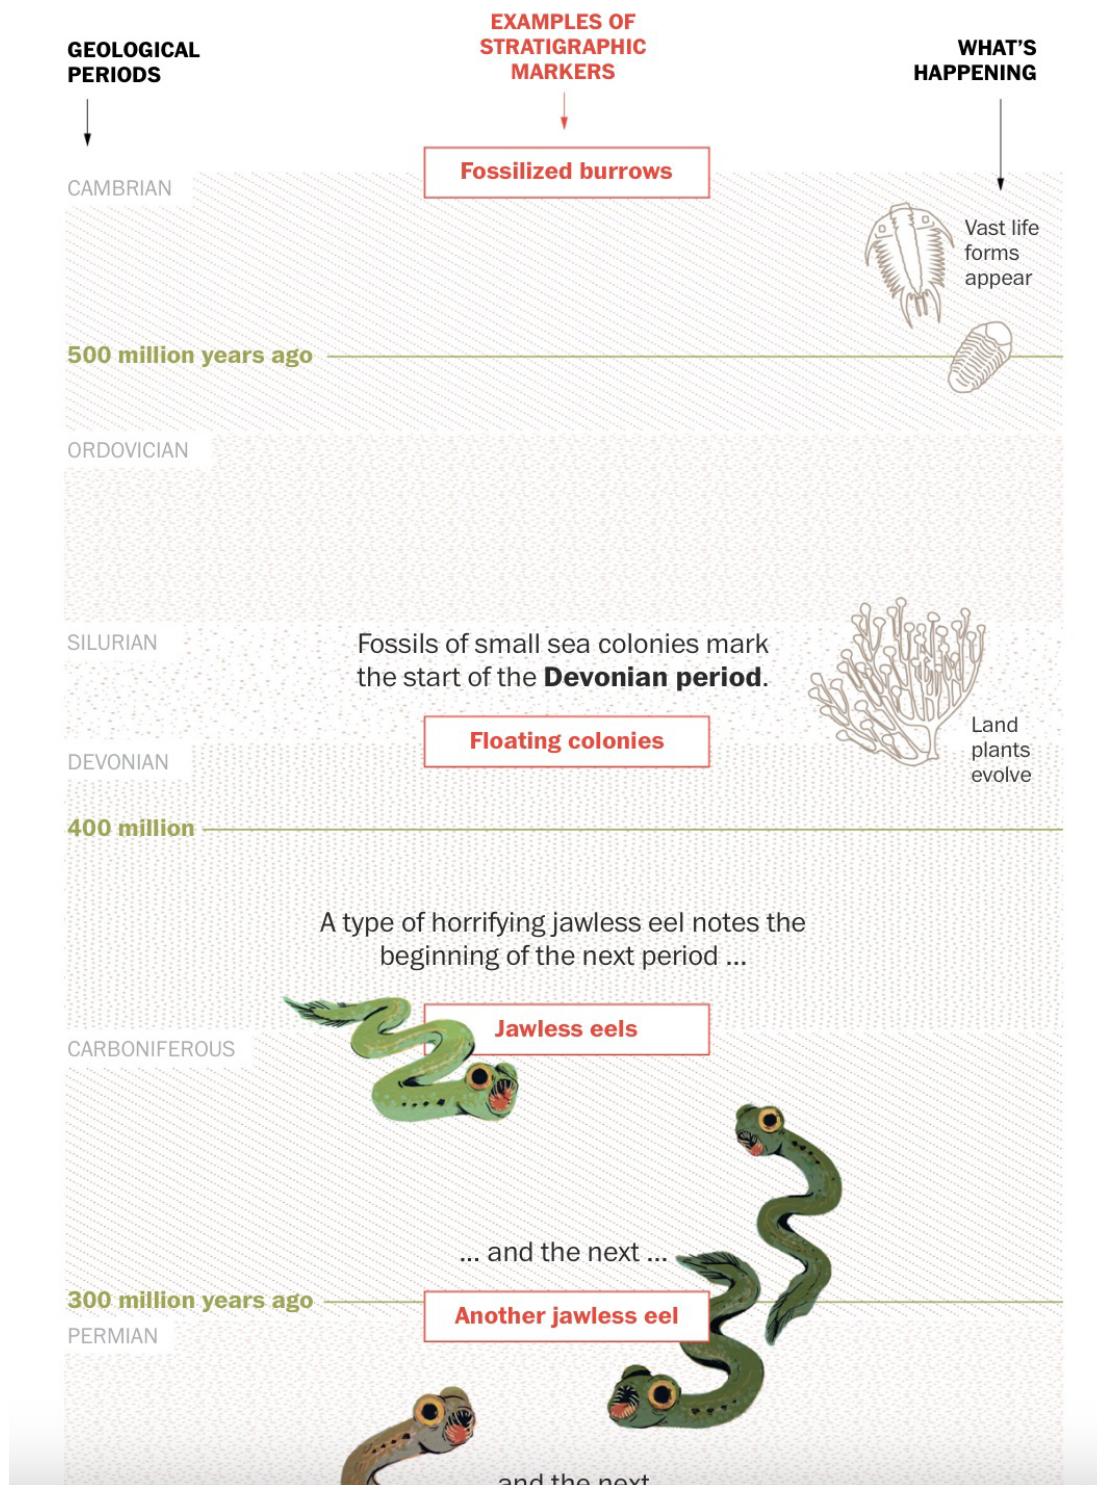 GEOLOGICAL
PERIODS
EXAMPLES OF
STRATIGRAPHIC
MARKERS
WHAT'S
HAPPENING
Fossilized burrows
CAMBRIAN
Vast life
forms
appear
500 million years ago
ORDOVICIAN
SILURIAN
Fossils of small sea colonies mark
the start of the Devonian period.
Floating colonies
Land
plants
evolve
DEVONIAN
400 million
A type of horrifying jawless eel notes the
beginning of the next period ...
Jawless eels
CARBONIFEROUS
... and the next ...
300 million years ago
Another jawless eel
PERMIAN
and the next